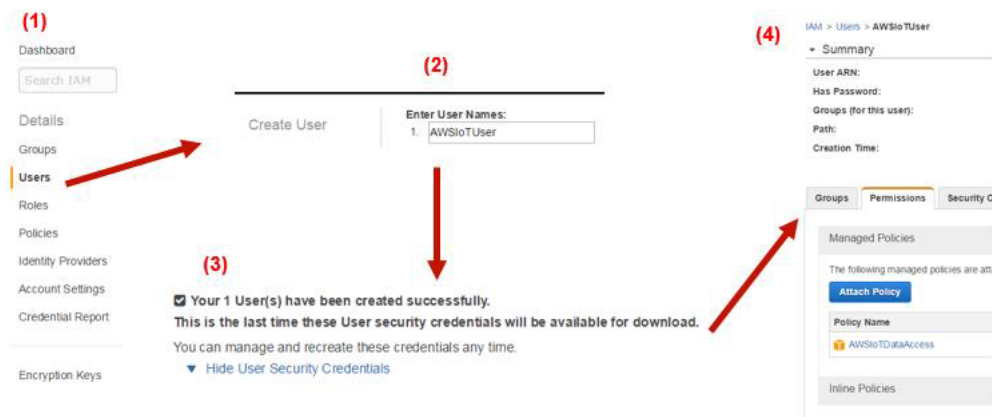 (1)
Dashboard
Search IAM
Details
Groups
Users
Roles
Policies
Identity Providers
Account Settings
Credential Report
Encryption Keys
(2)
Create User
Enter User Names:
1. AWSIoTUser
(3)
Your 1 User(s) have been created successfully.
This is the last time these User security credentials will be available for download.
You can manage and recreate these credentials any time.
Hide User Security Credentials
(4)
IAM > Users > AWSIoTUser
Summary
User ARN:
Has Password:
Groups (for this user):
Path:
Creation Time:
Groups Permissions Security
Managed Policies
The following managed policies are
Attach Policy
Policy Name
AWSIoTDataAccess
Inline Policies